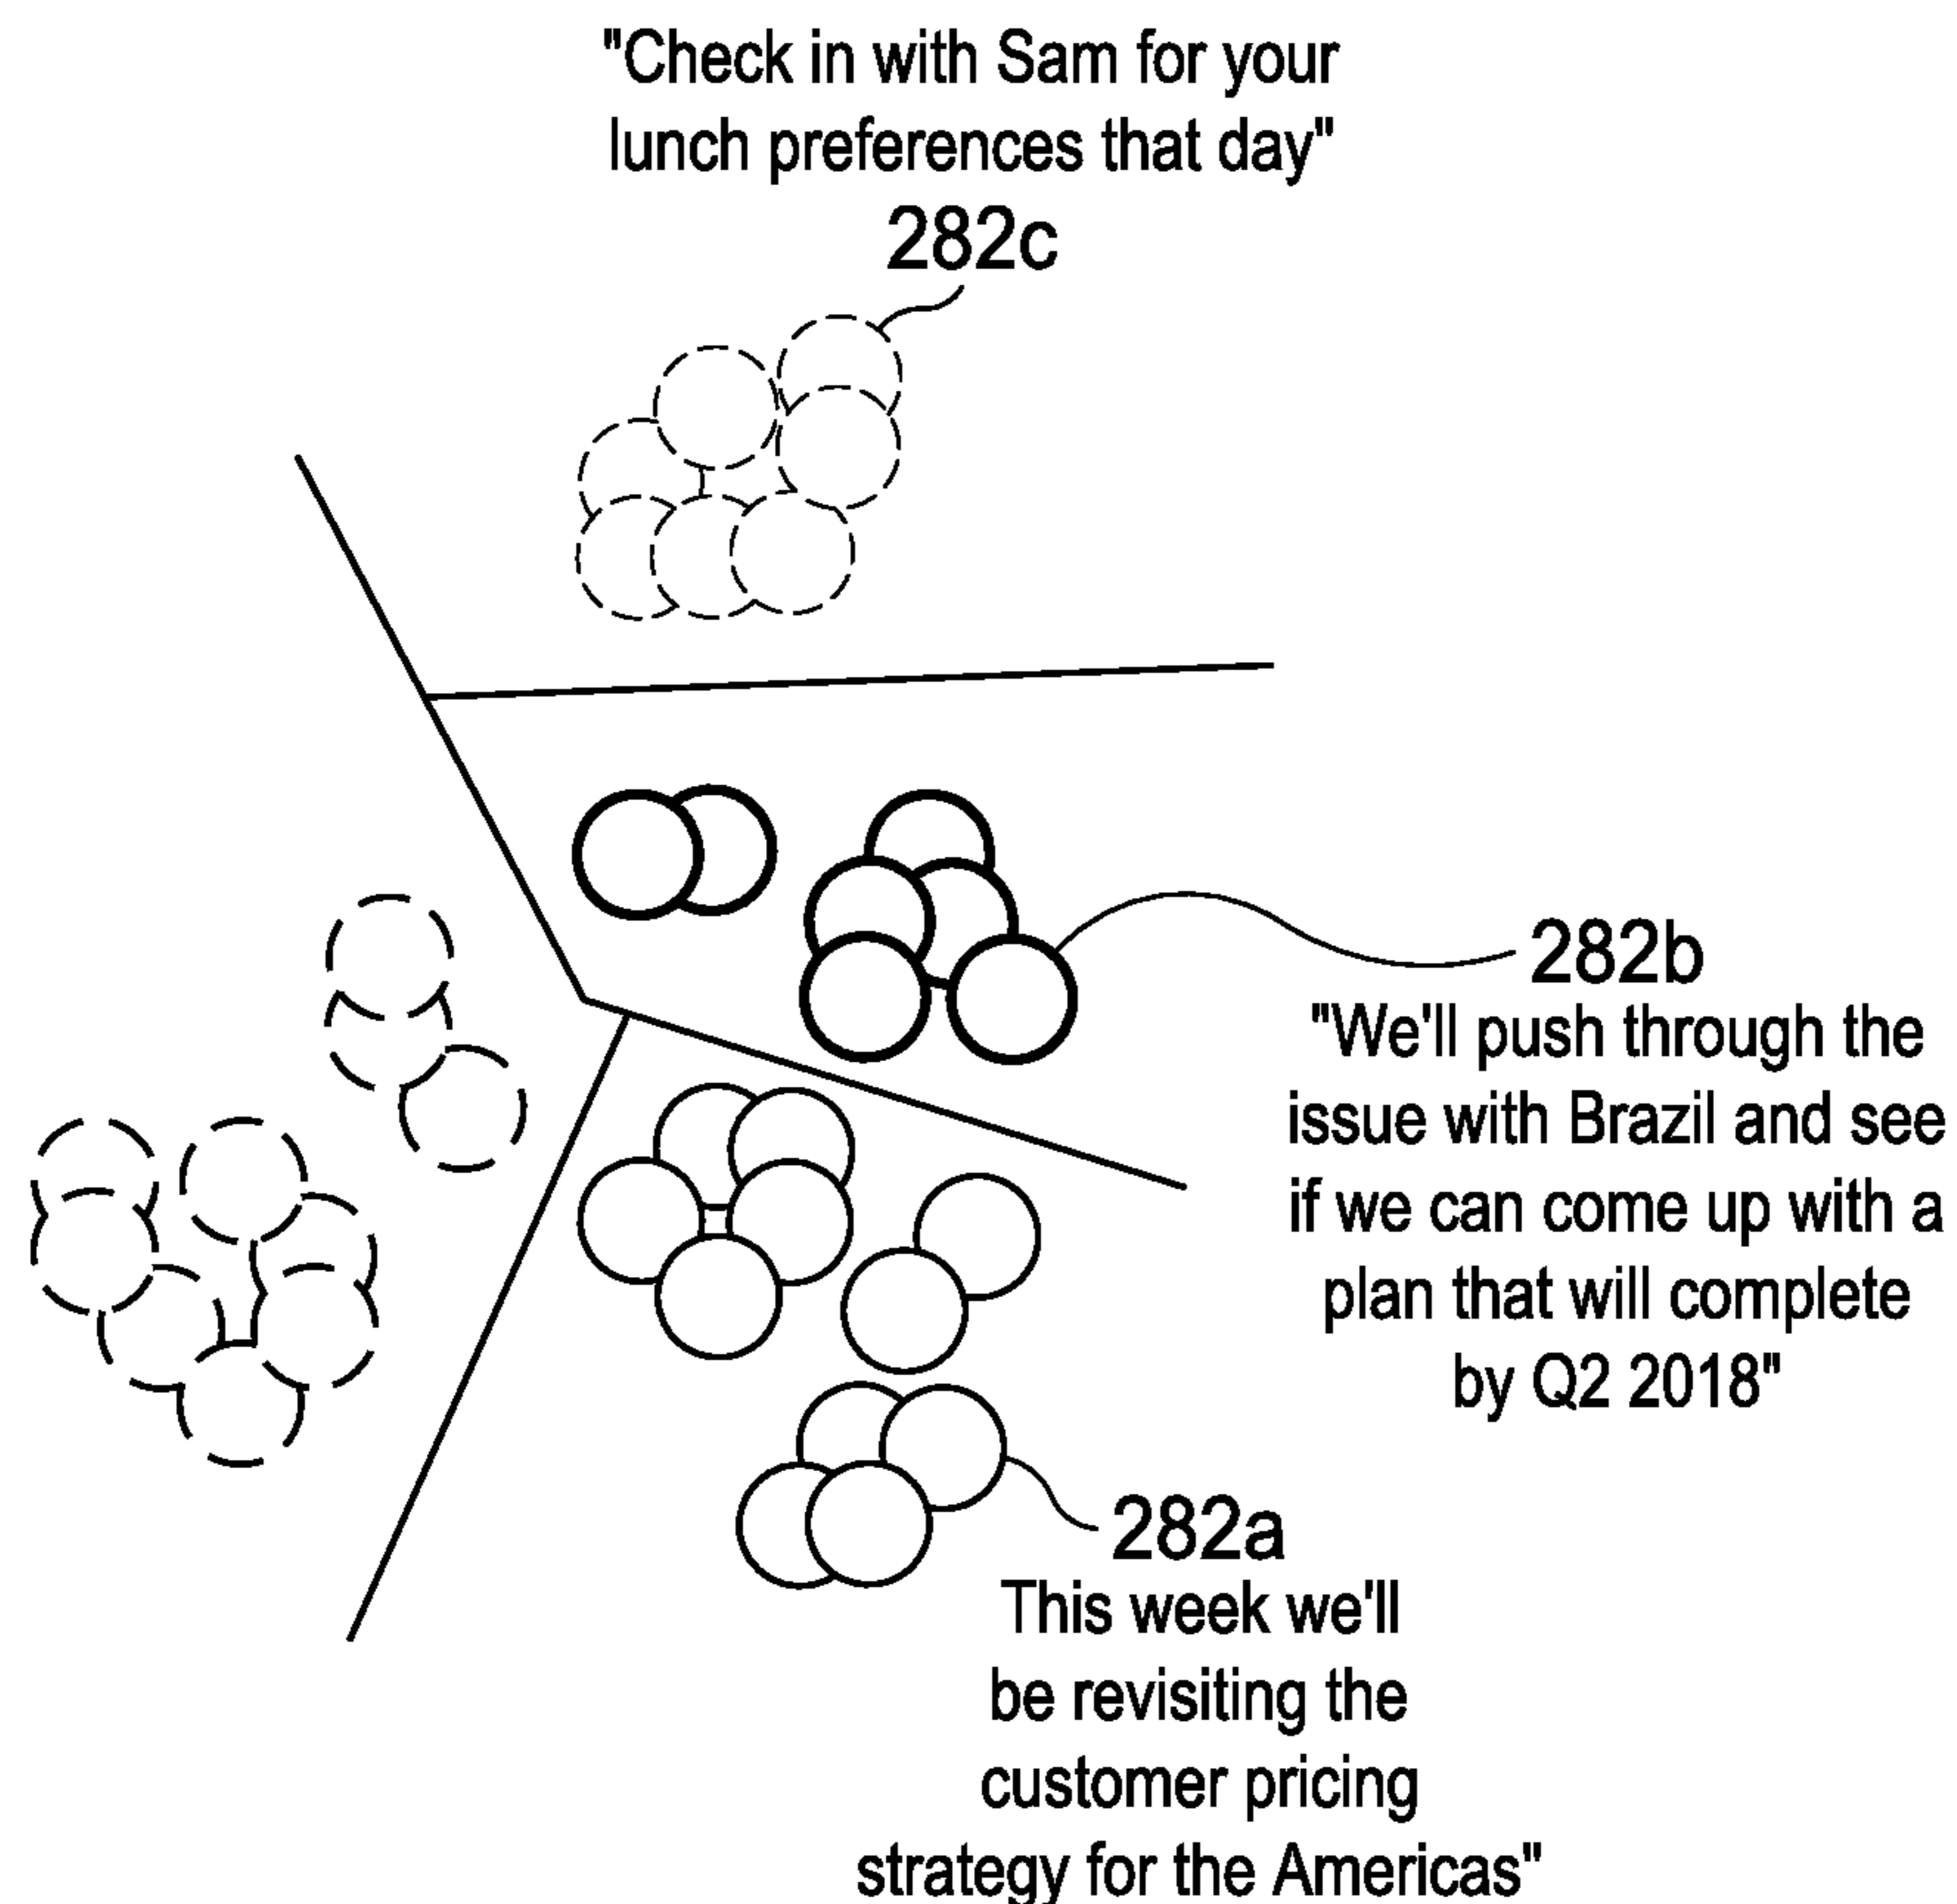 "Check in with Sam for your
lunch preferences that day"
282c
282b
"We'll push through the
issue with Brazil and see
if we can come up with a
plan that will complete
by Q2 2018"
282a
This week we'll
be revisiting the
customer pricing
strategy for the Americas"